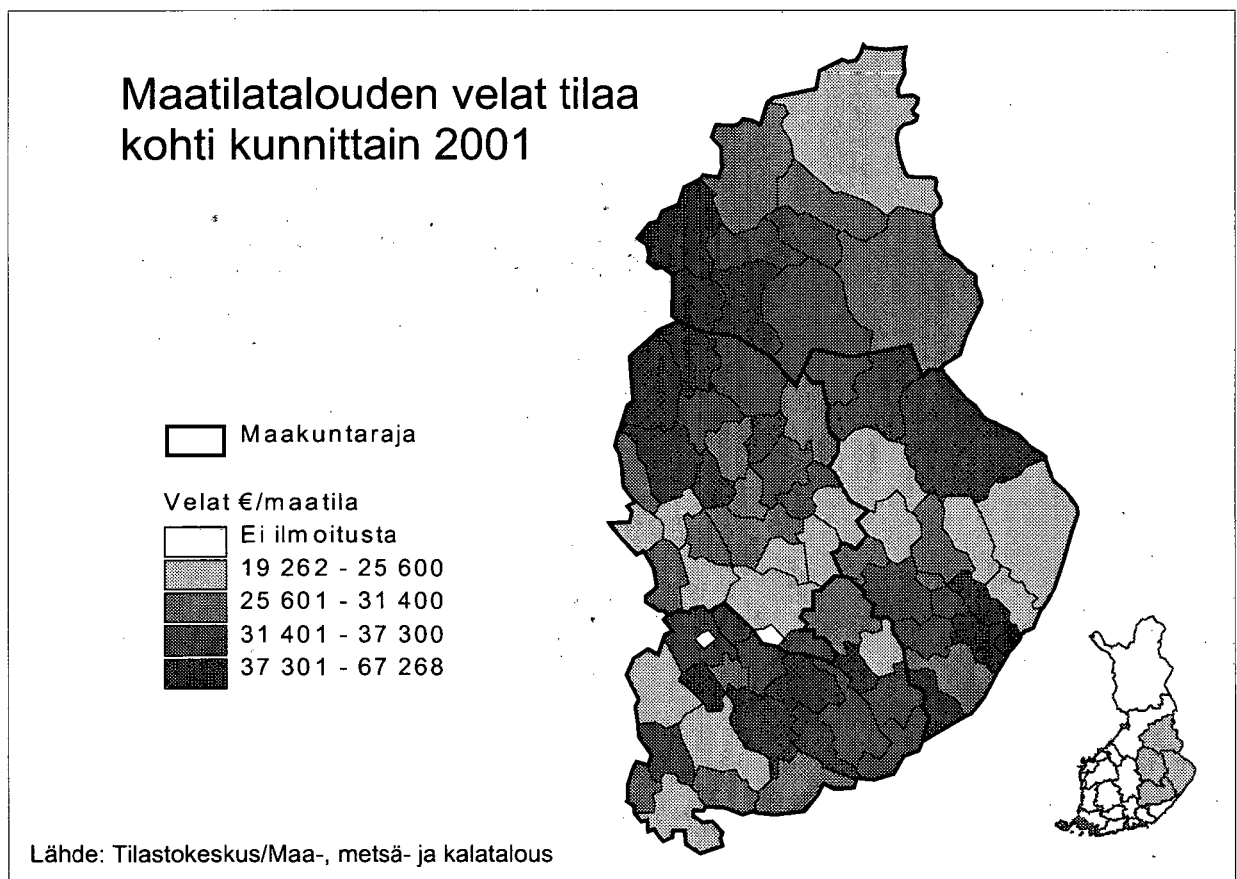 Maatilatalouden velat tilaa
kohti kunnittain 2001
Maakuntaraja
Velat €/maatila
Ei ilmoitusta
19 262 - 25 600
25 601 - 31 400
31 401 - 37 300
37 301 - 67 268
Lähde: Tilastokeskus/Maa-, metsä- ja kalatalous